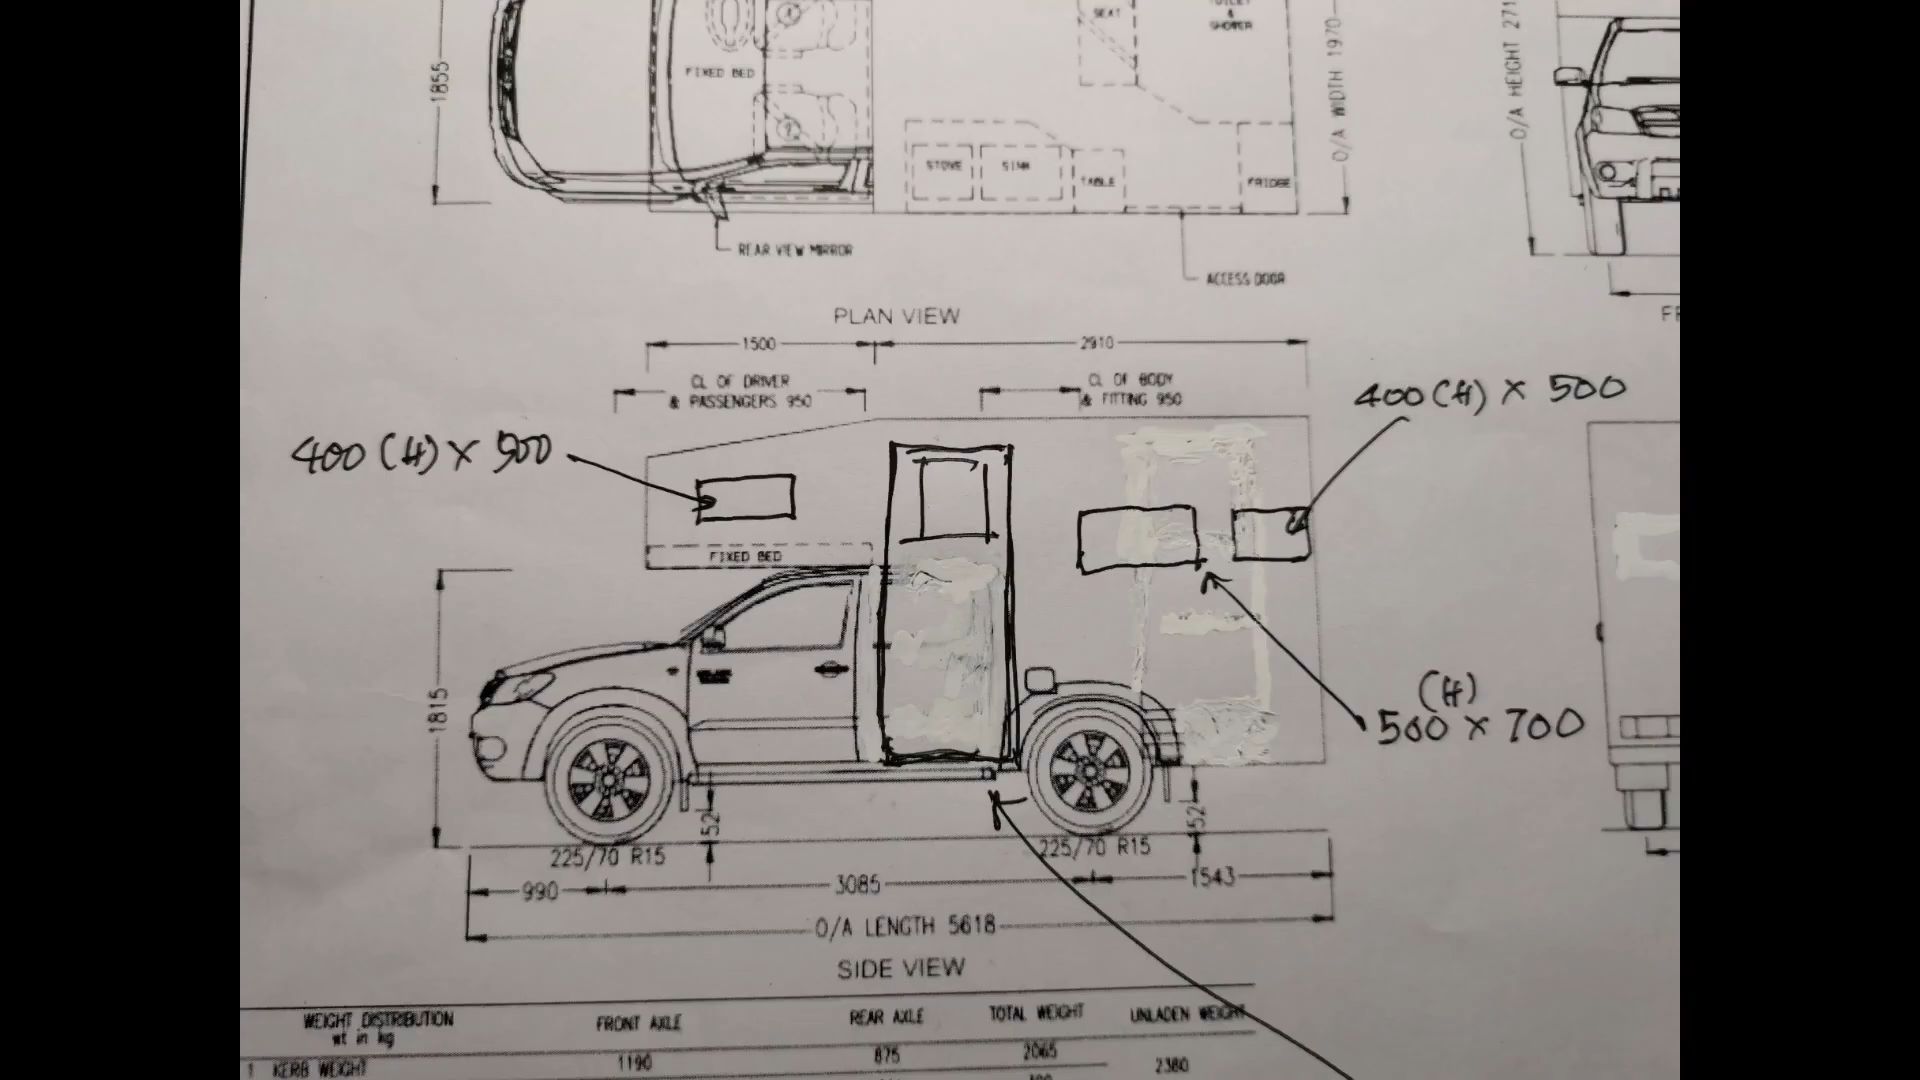 SEAT
TOILET
&
SHOWER
1855
FIXED BED
O/A WIDTH 1970
O/A HEIGHT 271
STOVE
SINK
TABLE
FRIDGE
REAR VIEW MIRROR
ACCESS DOOR
PLAN VIEW
1500
2910
CL OF DRIVER
& PASSENGERS 950
CL OF BODY
& FITTING 950
400 (H) X 500
400 (H) X 500
FIXED BED
1815
(H)
500 X 700
225/70 R15
225/70 R15
990
3085
1543
O/A LENGTH 5618
SIDE VIEW
WEIGHT DISTRIBUTION
wt in kg
FRONT AXLE
REAR AXLE
TOTAL WEIGHT
UNLADEN WEIGHT
1 KERB WEIGHT
1190
875
2065
2380